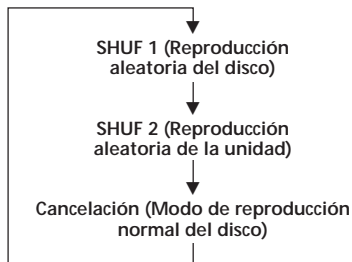 SHUF 1 (Reproducción
aleatoria del disco)
SHUF 2 (Reproducción
aleatoria de la unidad)
Cancelación (Modo de reproducción
normal del disco)